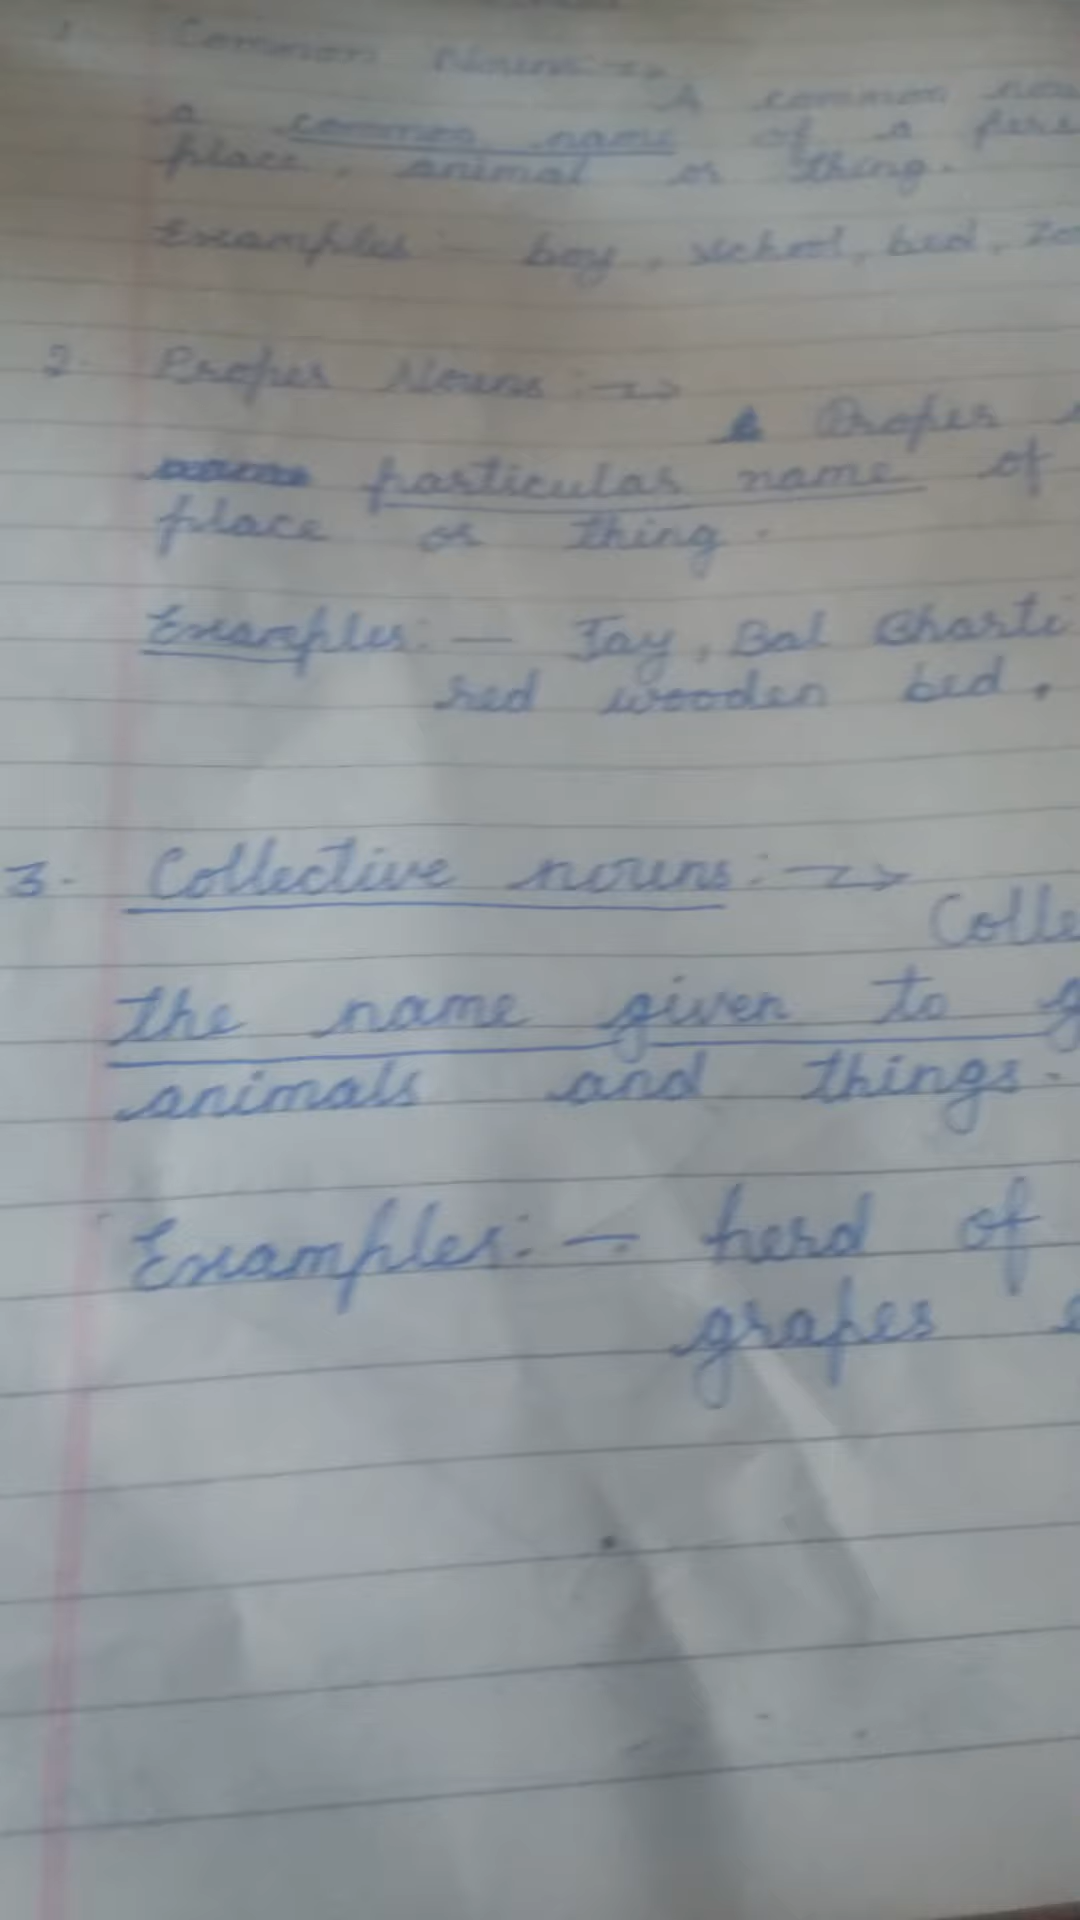 1. Common Nouns :→
A common
a common name of a
place, animal or thing.
Examples :- boy, school, bed,
2. Proper Nouns :→
A Proper
particular name of
place or thing.
Examples :- Jay, Bal Bharti
red wooden bed.
3. Collective nouns :→
Colle
the name given to g
animals and things.
Examples :- herd of
grapes